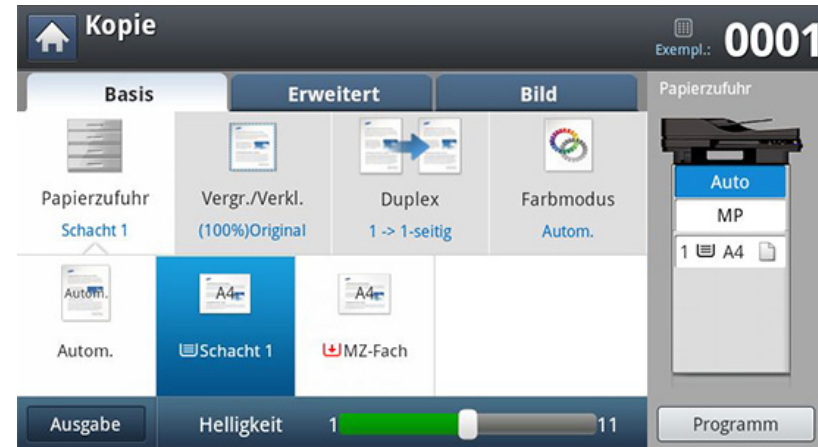 Kopie
Exempl.: 0001
Basis
Erweitert
Bild
Papierzufuhr
Papierzufuhr
Schacht 1
Vergr./Verkl.
(100%)Original
Duplex
1 -> 1-seitig
Farbmodus
Autom.
Auto
MP
1 A4
Autom.
Autom.
A4
Schacht 1
A4
MZ-Fach
Ausgabe
Helligkeit
1
11
Programm